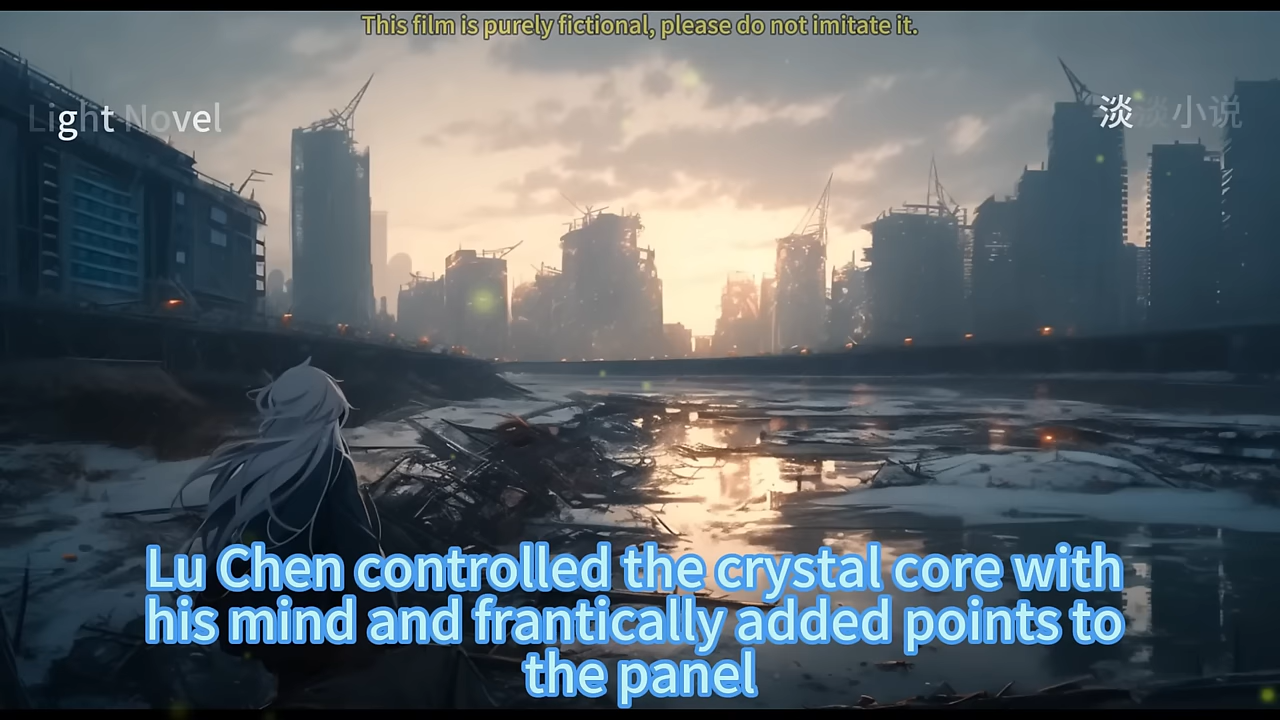 This film is purely fictional, please do not imitate it.
Light Novel
淡淡小说
Lu Chen controlled the crystal core with
his mind and frantically added points to
the panel